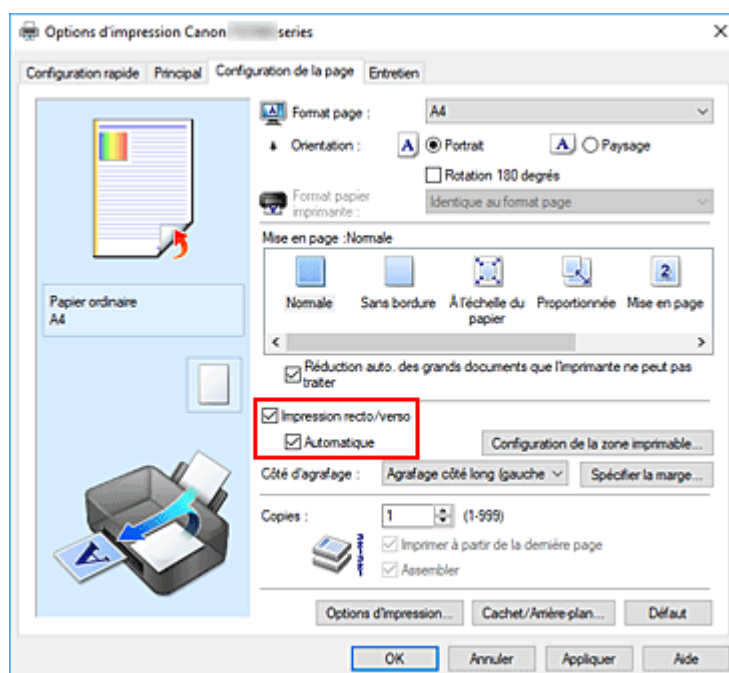 Options d'impression Canon series
Configuration rapide Principal Configuration de la page Entretien
Format page : A4
Orientation : A Portrait A Paysage
Rotation 180 degrés
Format papier imprimante : Identique au format page
Mise en page :Normale
Normale Sans bordure À l'échelle du papier Proportionnée Mise en page
2
Papier ordinaire
A4
Réduction auto. des grands documents que l'imprimante ne peut pas
traiter
Impression recto/verso
Automatique
Configuration de la zone imprimable...
Côté d'agrafage : Agrafage côté long (gauche Spécifier la marge...
Copies : 1 (1-999)
Imprimer à partir de la dernière page
Assembler
A
Options d'impression... Cachet/Arrière-plan... Défaut
OK Annuler Appliquer Aide